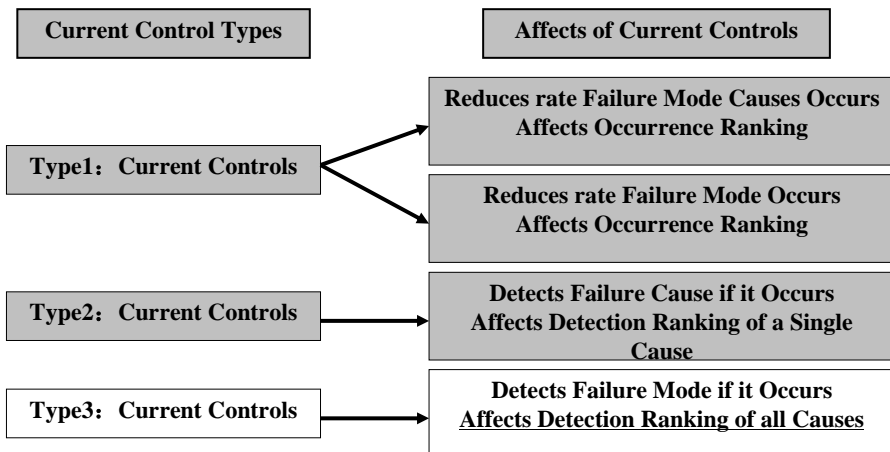 Current Control Types
Affects of Current Controls
Type1：Current Controls
Reduces rate Failure Mode Causes Occurs
Affects Occurrence Ranking
Reduces rate Failure Mode Occurs
Affects Occurrence Ranking
Type2：Current Controls
Detects Failure Cause if it Occurs
Affects Detection Ranking of a Single
Cause
Type3：Current Controls
Detects Failure Mode if it Occurs
Affects Detection Ranking of all Causes